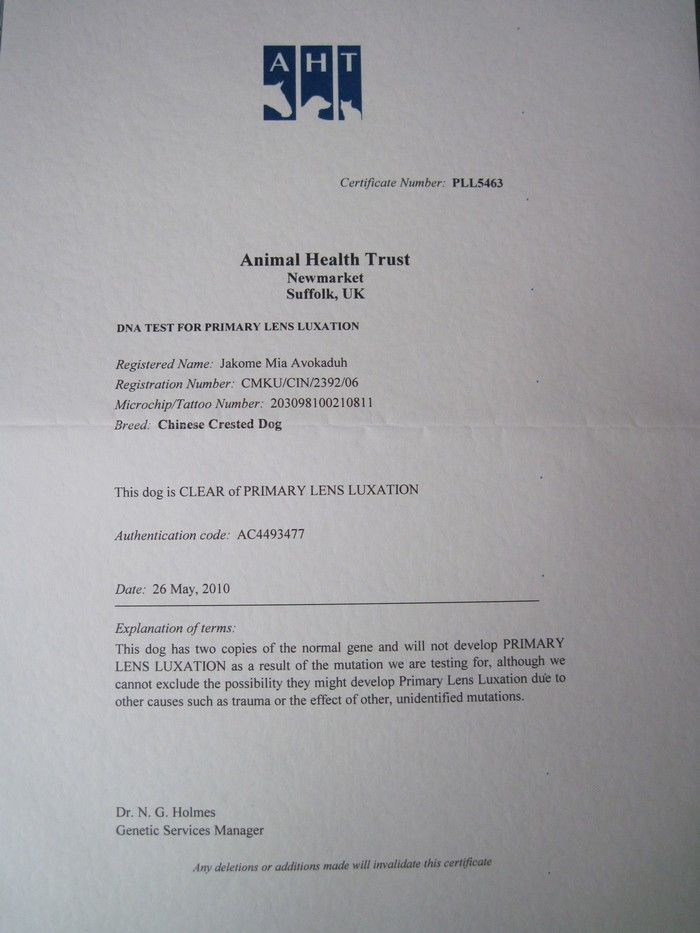 AHT
Certificate Number: PLL5463
Animal Health Trust
Newmarket
Suffolk, UK
DNA TEST FOR PRIMARY LENS LUXATION
Registered Name: Jakome Mia Avokaduh
Registration Number: CMKU/CIN/2392/06
Microchip/Tattoo Number: 203098100210811
Breed: Chinese Crested Dog
This dog is CLEAR of PRIMARY LENS LUXATION
Authentication code: AC4493477
Date: 26 May, 2010
Explanation of terms:
This dog has two copies of the normal gene and will not develop PRIMARY
LENS LUXATION as a result of the mutation we are testing for, although we
cannot exclude the possibility they might develop Primary Lens Luxation due to
other causes such as trauma or the effect of other, unidentified mutations.
Dr. N. G. Holmes
Genetic Services Manager
Any deletions or additions made will invalidate this certificate